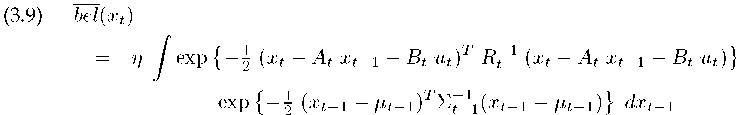 (3.9) $\overline{bel}(x_t)$
$= \eta \int \exp\left\{-\frac{1}{2}\,(x_t - A_t\,x_{t-1} - B_t\,u_t)^T\,R_t^{-1}\,(x_t - A_t\,x_{t-1} - B_t\,u_t)\right\}$
$\exp\left\{-\frac{1}{2}\,(x_{t-1} - \mu_{t-1})^T \Sigma_{t-1}^{-1}(x_{t-1} - \mu_{t-1})\right\}\,dx_{t-1}$